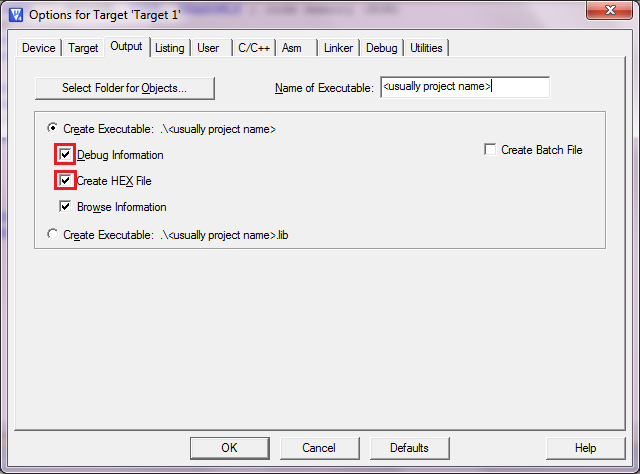 Options for Target 'Target 1'
Device Target Output Listing User C/C++ Asm Linker Debug Utilities
Select Folder for Objects... Name of Executable: <usually project name>
Create Executable: .\<usually project name>
Debug Information Create Batch File
Create HEX File
Browse Information
Create Executable: .\<usually project name>.lib
OK Cancel Defaults Help